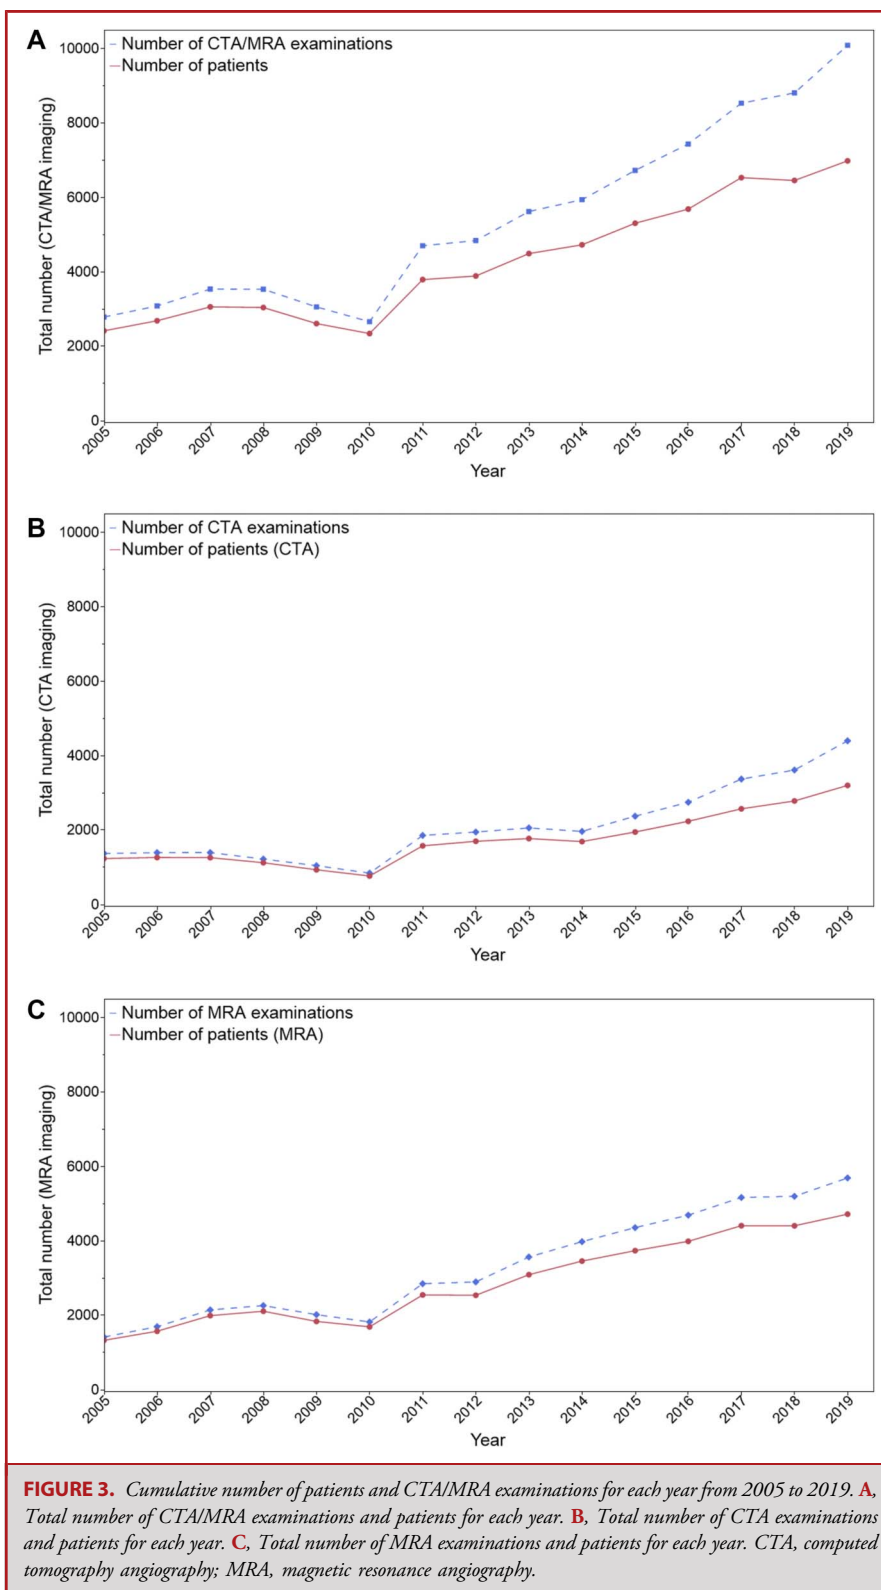 A
Number of CTA/MRA examinations
Number of patients
Total number (CTA/MRA imaging)
10000
8000
6000
4000
2000
0
2005 2006 2007 2008 2009 2010 2011 2012 2013 2014 2015 2016 2017 2018 2019
Year
B
Number of CTA examinations
Number of patients (CTA)
Total number (CTA imaging)
10000
8000
6000
4000
2000
0
2005 2006 2007 2008 2009 2010 2011 2012 2013 2014 2015 2016 2017 2018 2019
Year
C
Number of MRA examinations
Number of patients (MRA)
Total number (MRA imaging)
10000
8000
6000
4000
2000
0
2005 2006 2007 2008 2009 2010 2011 2012 2013 2014 2015 2016 2017 2018 2019
Year
FIGURE 3. Cumulative number of patients and CTA/MRA examinations for each year from 2005 to 2019. A,
Total number of CTA/MRA examinations and patients for each year. B, Total number of CTA examinations
and patients for each year. C, Total number of MRA examinations and patients for each year. CTA, computed
tomography angiography; MRA, magnetic resonance angiography.